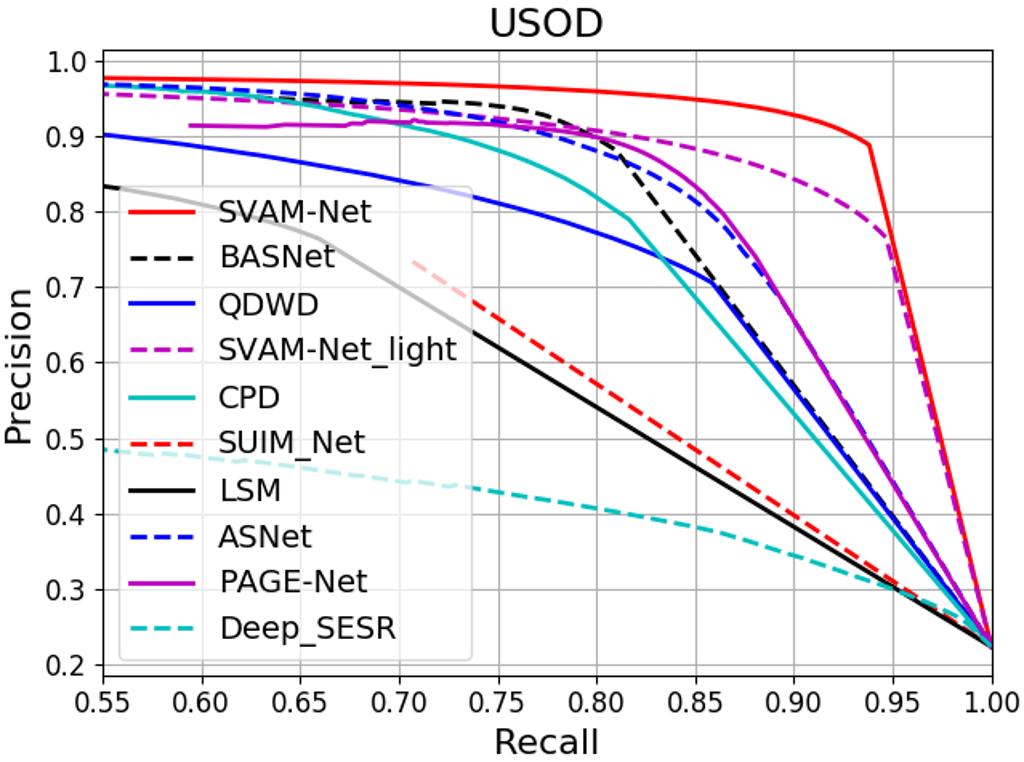 USOD
Precision
1.0
0.9
0.8
0.7
0.6
0.5
0.4
0.3
0.2
SVAM-Net
BASNet
QDWD
SVAM-Net_light
CPD
SUIM_Net
LSM
ASNet
PAGE-Net
Deep_SESR
0.55 0.60 0.65 0.70 0.75 0.80 0.85 0.90 0.95 1.00
Recall